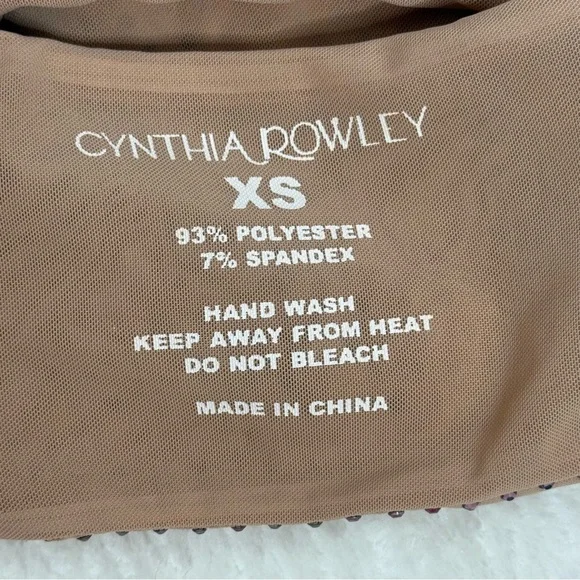 CYNTHIA ROWLEY
XS
93% POLYESTER
7% SPANDEX
HAND WASH
KEEP AWAY FROM HEAT
DO NOT BLEACH
MADE IN CHINA